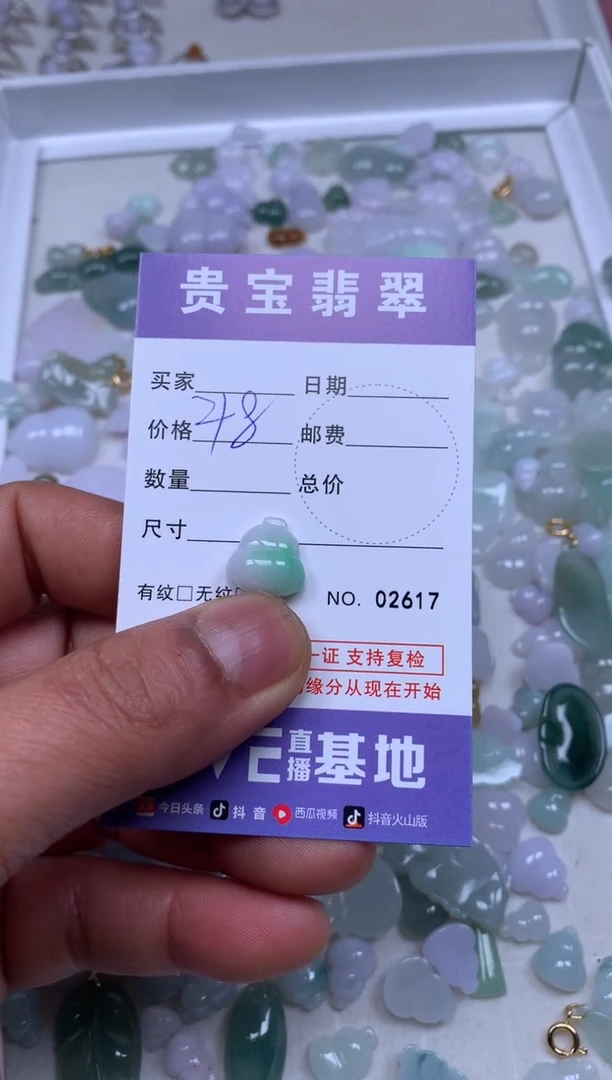 贵宝翡翠
买家 日期
价格 邮费
数量 总价
尺寸
有纹□无纹
NO. 02617
一证 支持复检
缘分从现在开始
VE直播基地
今日头条 抖音 西瓜视频 抖音火山版